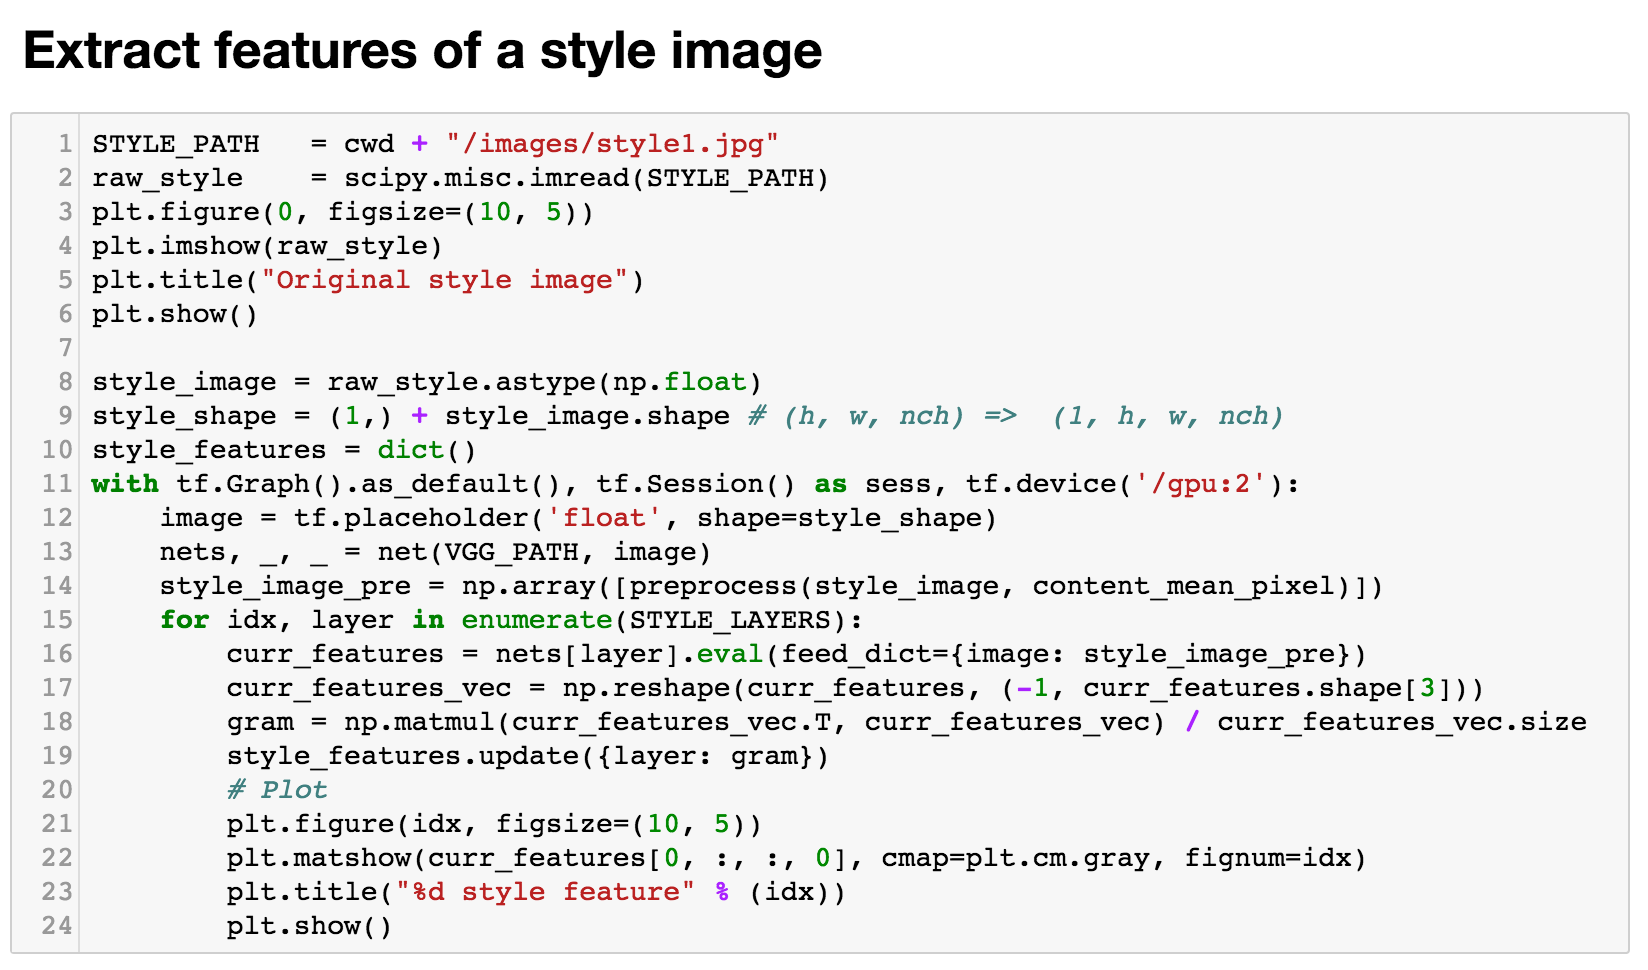 Extract features of a style image
1 STYLE_PATH   = cwd + "/images/style1.jpg"
2 raw_style    = scipy.misc.imread(STYLE_PATH)
3 plt.figure(0, figsize=(10, 5))
4 plt.imshow(raw_style)
5 plt.title("Original style image")
6 plt.show()
7
8 style_image = raw_style.astype(np.float)
9 style_shape = (1,) + style_image.shape # (h, w, nch) =>  (1, h, w, nch)
10 style_features = dict()
11 with tf.Graph().as_default(), tf.Session() as sess, tf.device('/gpu:2'):
12     image = tf.placeholder('float', shape=style_shape)
13     nets, _, _ = net(VGG_PATH, image)
14     style_image_pre = np.array([preprocess(style_image, content_mean_pixel)])
15     for idx, layer in enumerate(STYLE_LAYERS):
16         curr_features = nets[layer].eval(feed_dict={image: style_image_pre})
17         curr_features_vec = np.reshape(curr_features, (-1, curr_features.shape[3]))
18         gram = np.matmul(curr_features_vec.T, curr_features_vec) / curr_features_vec.size
19         style_features.update({layer: gram})
20         # Plot
21         plt.figure(idx, figsize=(10, 5))
22         plt.matshow(curr_features[0, :, :, 0], cmap=plt.cm.gray, fignum=idx)
23         plt.title("%d style feature" % (idx))
24         plt.show()